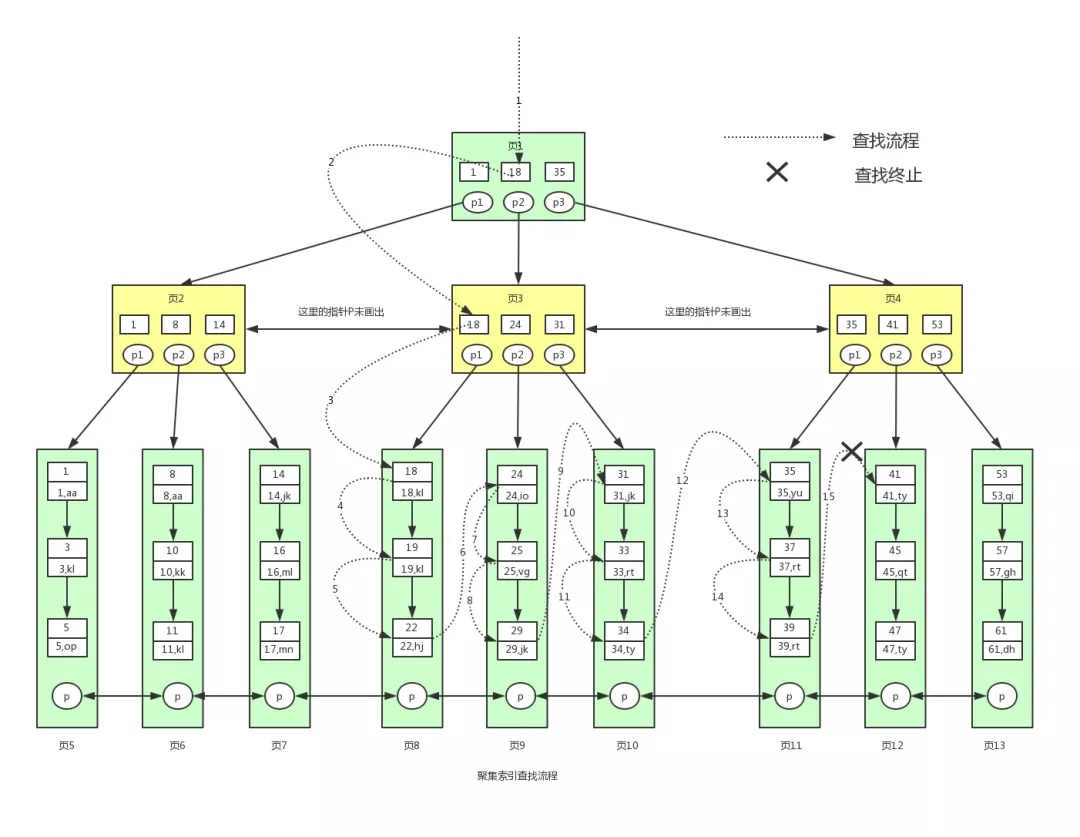 1
页1
1 18 35
p1 p2 p3
查找流程
查找终止
2
页2
1 8 14
p1 p2 p3
这里的指针P未画出
页3
18 24 31
p1 p2 p3
这里的指针P未画出
页4
35 41 53
p1 p2 p3
3
1
1,aa
3
3,kl
5
5,op
p
页5
8
8,aa
10
10,kk
11
11,kl
p
页6
14
14,jk
16
16,ml
17
17,mn
p
页7
4
5
18
18,kl
19
19,kl
22
22,hj
p
页8
6
7
8
24
24,io
25
25,vg
29
29,jk
p
页9
9
10
11
31
31,jk
33
33,rt
34
34,ty
p
页10
12
13
14
35
35,yu
37
37,rt
39
39,rt
p
页11
15
41
41,ty
45
45,qt
47
47,ty
p
页12
53
53,qi
57
57,gh
61
61,dh
p
页13
聚集索引查找流程